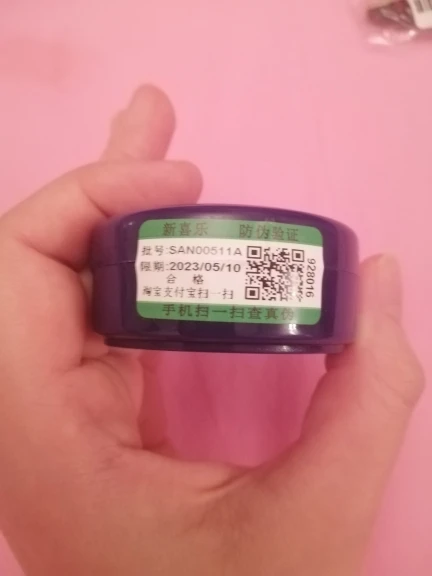 新喜乐 防伪验证
批号:SAN00511A
限期:2023/05/10
合 格
淘宝支付宝扫一扫
928016
手机扫一扫查真伪